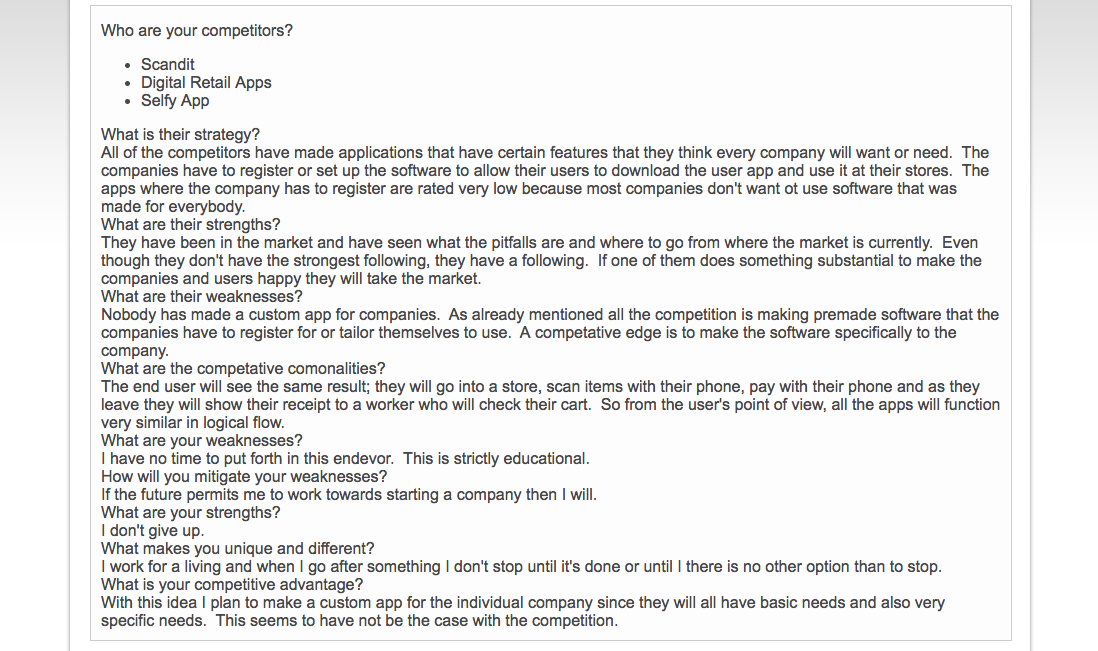 Who are your competitors?
• Scandit
• Digital Retail Apps
• Selfy App
What is their strategy?
All of the competitors have made applications that have certain features that they think every company will want or need.  The
companies have to register or set up the software to allow their users to download the user app and use it at their stores.  The
apps where the company has to register are rated very low because most companies don't want ot use software that was
made for everybody.
What are their strengths?
They have been in the market and have seen what the pitfalls are and where to go from where the market is currently.  Even
though they don't have the strongest following, they have a following.  If one of them does something substantial to make the
companies and users happy they will take the market.
What are their weaknesses?
Nobody has made a custom app for companies.  As already mentioned all the competition is making premade software that the
companies have to register for or tailor themselves to use.  A competative edge is to make the software specifically to the
company.
What are the competative comonalities?
The end user will see the same result; they will go into a store, scan items with their phone, pay with their phone and as they
leave they will show their receipt to a worker who will check their cart.  So from the user's point of view, all the apps will function
very similar in logical flow.
What are your weaknesses?
I have no time to put forth in this endevor.  This is strictly educational.
How will you mitigate your weaknesses?
If the future permits me to work towards starting a company then I will.
What are your strengths?
I don't give up.
What makes you unique and different?
I work for a living and when I go after something I don't stop until it's done or until I there is no other option than to stop.
What is your competitive advantage?
With this idea I plan to make a custom app for the individual company since they will all have basic needs and also very
specific needs.  This seems to have not be the case with the competition.